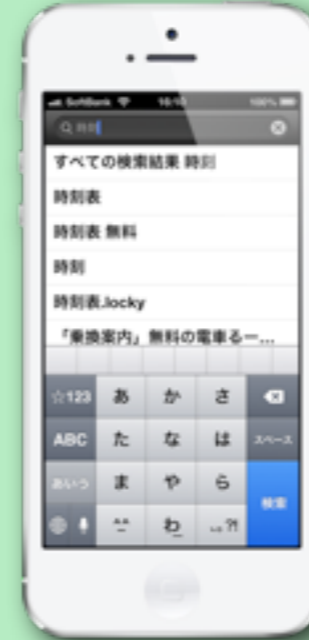 SoftBank 16:10 100%
時刻
すべての検索結果 時刻
時刻表
時刻表 無料
時刻
時刻表.locky
「乗換案内」無料の電車るー...
☆123 あ か さ
ABC た な は スペース
あいう ま や ら
検索
^^ わ 、。?!